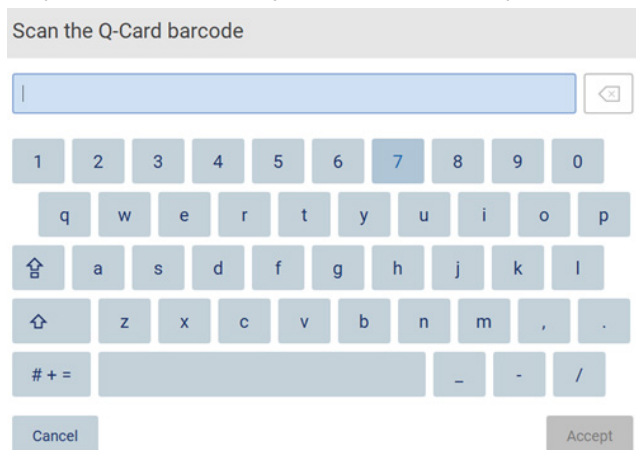 Scan the Q-Card barcode
1 2 3 4 5 6 7 8 9 0
q w e r t y u i o p
a s d f g h j k l
z x c v b n m , .
# + = _ - /
Cancel Accept